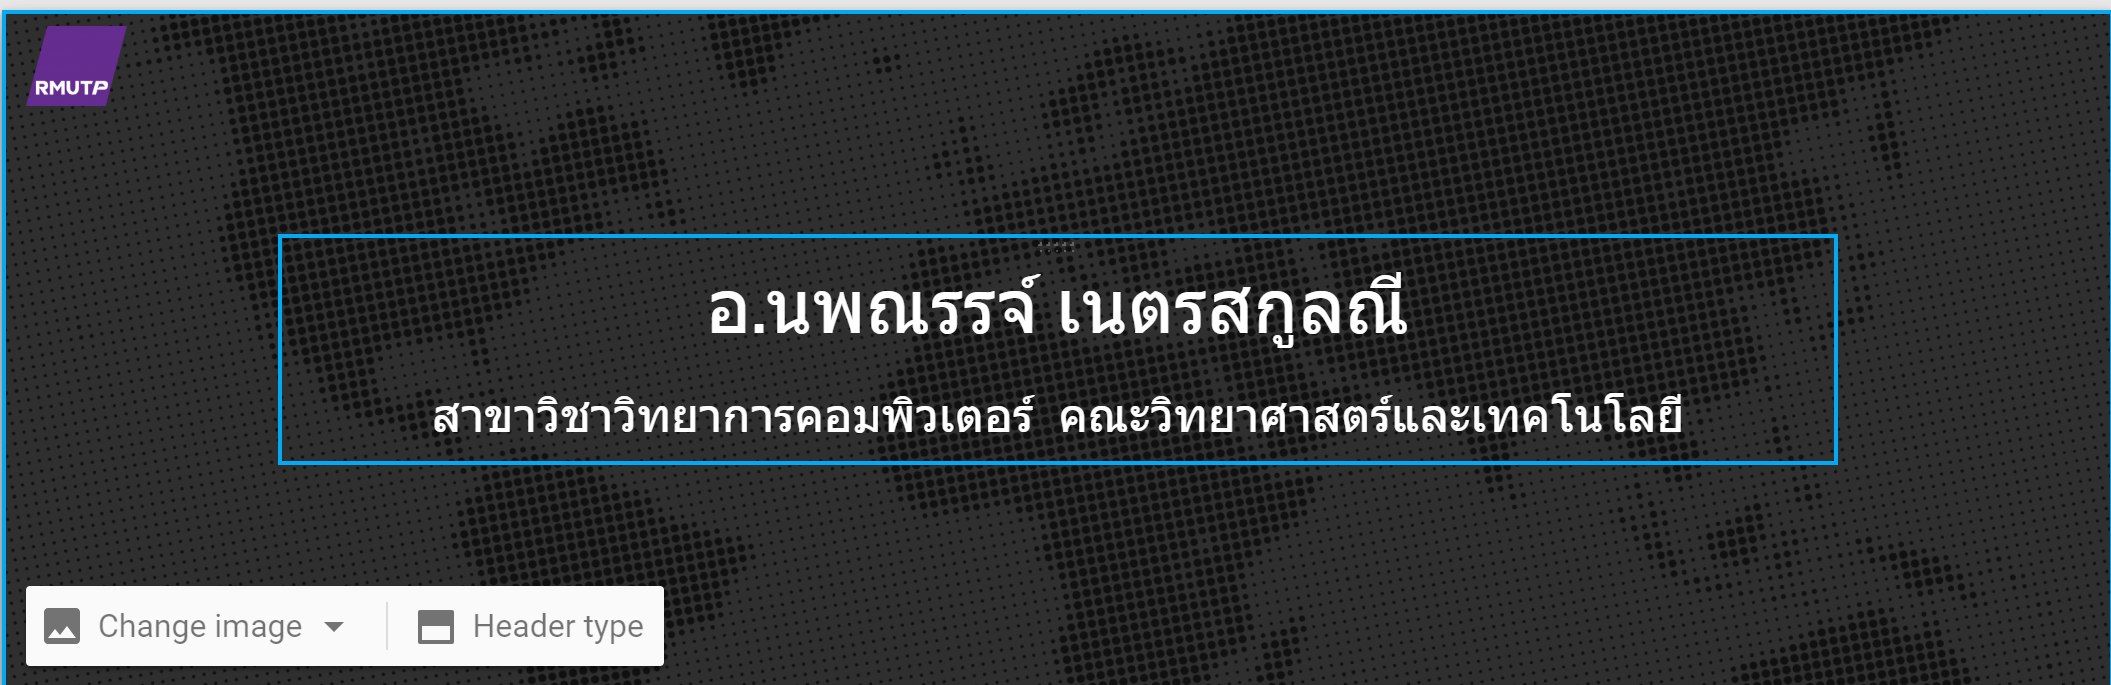 RMUTP
อ.นพณรรจ์ เนตรสกูลณี
สาขาวิชาวิทยาการคอมพิวเตอร์ คณะวิทยาศาสตร์และเทคโนโลยี
Change image
Header type